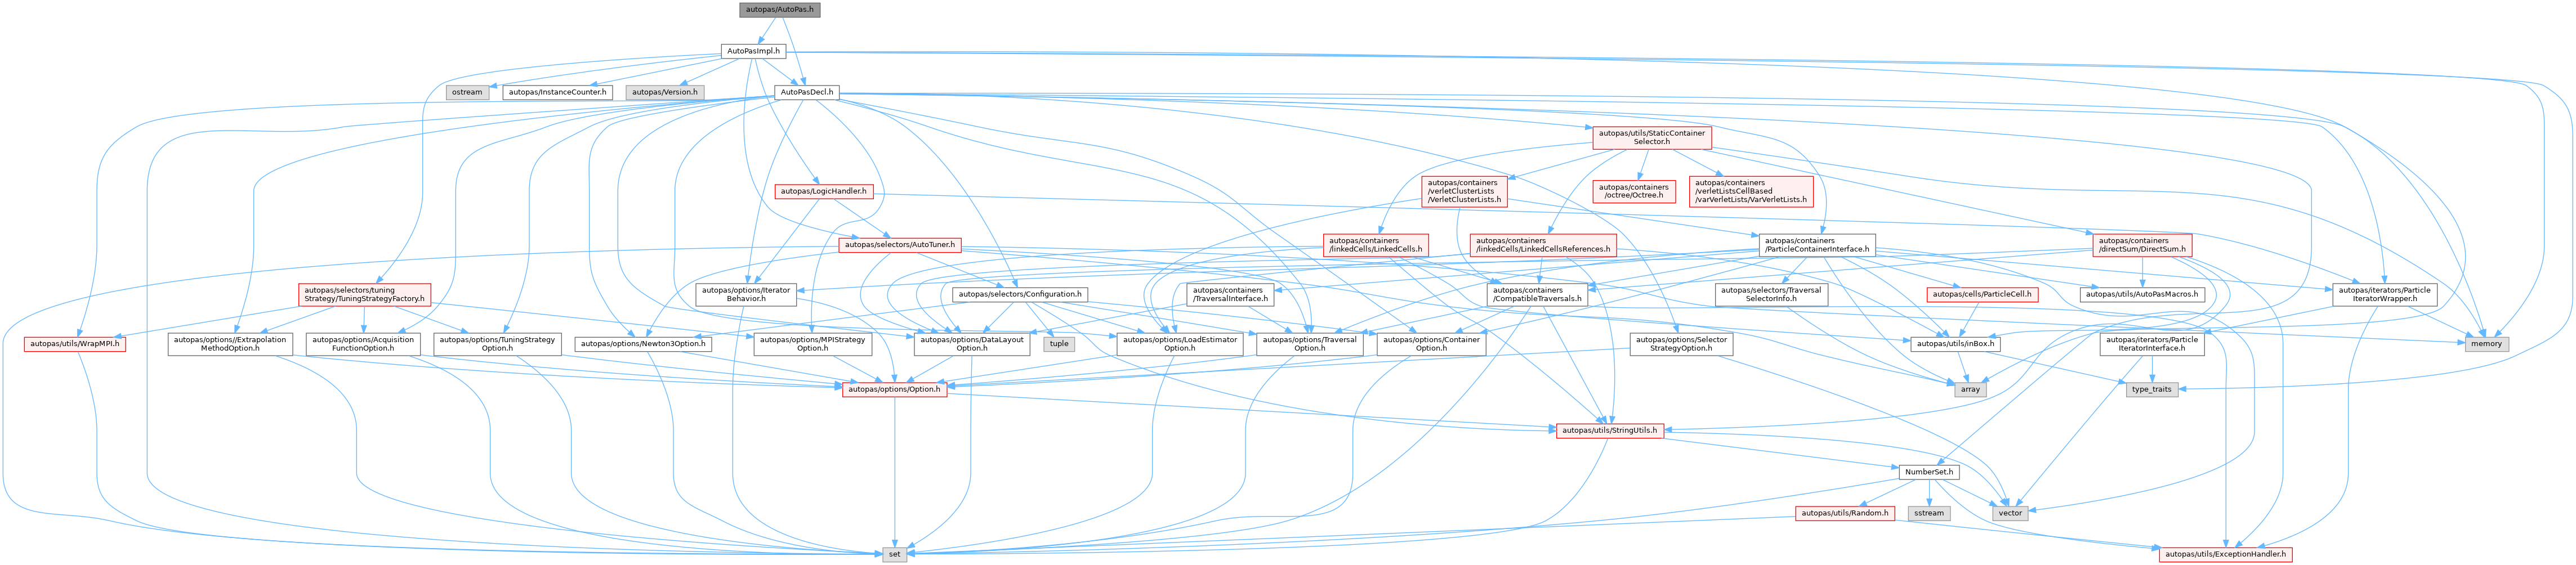 autopas/AutoPas.h
AutoPasImpl.h
ostream
autopas/InstanceCounter.h
autopas/Version.h
AutoPasDecl.h
autopas/utils/StaticContainer
Selector.h
autopas/LogicHandler.h
autopas/containers
/verletClusterLists
/VerletClusterLists.h
autopas/containers
/octree/Octree.h
autopas/containers
/verletListsCellBased
/varVerletLists/VarVerletLists.h
autopas/selectors/AutoTuner.h
autopas/containers
/linkedCells/LinkedCells.h
autopas/containers
/linkedCells/LinkedCellsReferences.h
autopas/containers
/ParticleContainerInterface.h
autopas/containers
/directSum/DirectSum.h
autopas/selectors/tuning
Strategy/TuningStrategyFactory.h
autopas/options/Iterator
Behavior.h
autopas/selectors/Configuration.h
autopas/containers
/TraversalInterface.h
autopas/containers
/CompatibleTraversals.h
autopas/selectors/Traversal
SelectorInfo.h
autopas/cells/ParticleCell.h
autopas/utils/AutoPasMacros.h
autopas/iterators/Particle
IteratorWrapper.h
autopas/utils/WrapMPI.h
autopas/options//Extrapolation
MethodOption.h
autopas/options/Acquisition
FunctionOption.h
autopas/options/TuningStrategy
Option.h
autopas/options/Newton3Option.h
autopas/options/MPIStrategy
Option.h
autopas/options/DataLayout
Option.h
tuple
autopas/options/LoadEstimator
Option.h
autopas/options/Traversal
Option.h
autopas/options/Container
Option.h
autopas/options/Selector
StrategyOption.h
autopas/utils/inBox.h
autopas/iterators/Particle
IteratorInterface.h
memory
autopas/options/Option.h
array
type_traits
autopas/utils/StringUtils.h
NumberSet.h
autopas/utils/Random.h
sstream
vector
set
autopas/utils/ExceptionHandler.h